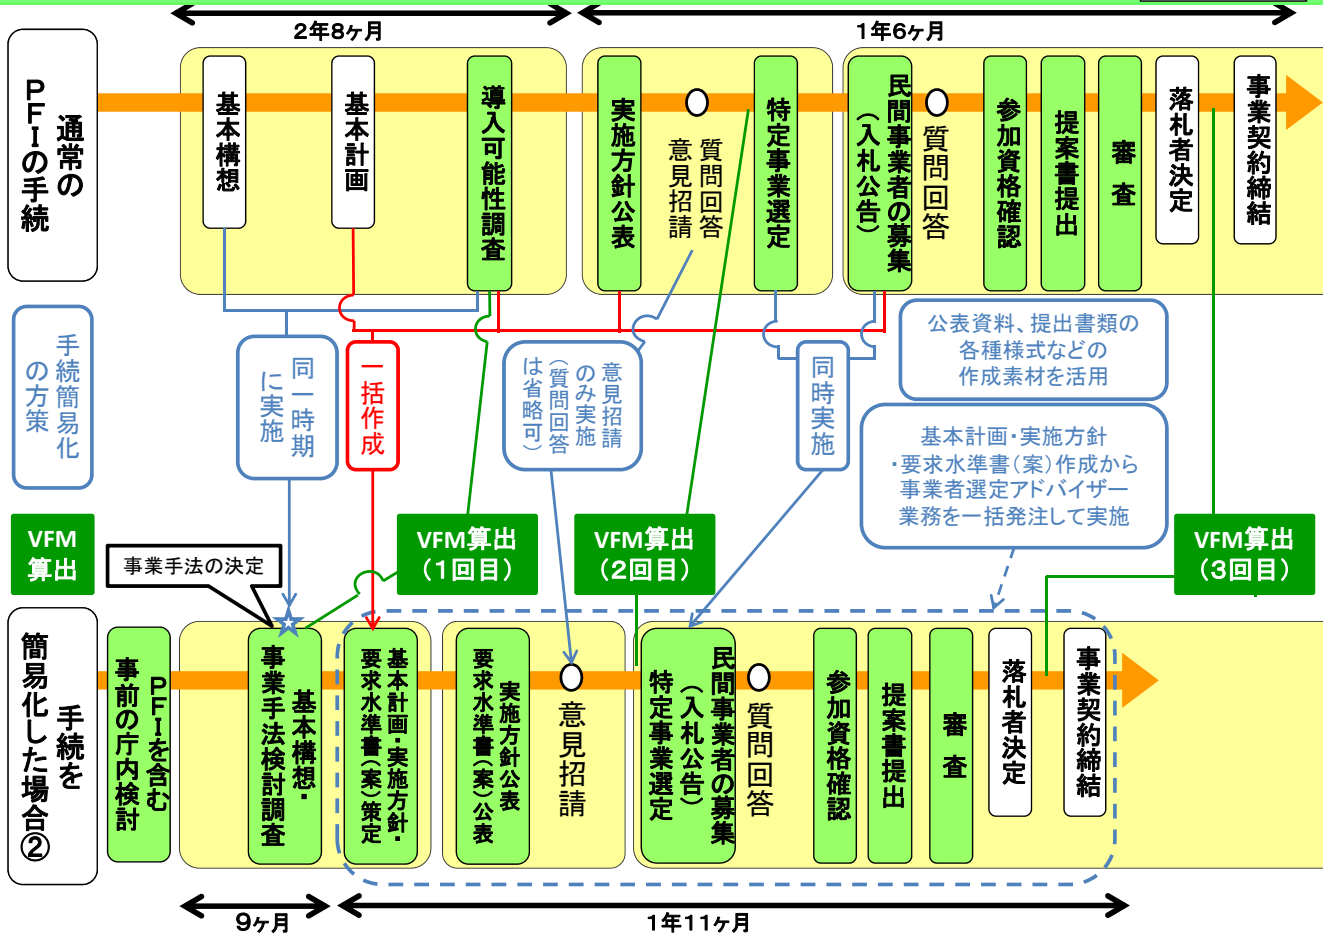 2年8ヶ月
1年6ヶ月
通常の
PFIの手続
基本構想
基本計画
導入可能性調査
実施方針公表
質問回答
意見招請
特定事業選定
民間事業者の募集
(入札公告)
質問回答
参加資格確認
提案書提出
審査
落札者決定
事業契約締結
手続簡易化
の方策
同一時期
に実施
一括作成
意見招請
のみ実施
(質問回答
は省略可)
同時実施
公表資料、提出書類の
各種様式などの
作成素材を活用
基本計画・実施方針
・要求水準書(案)作成から
事業者選定アドバイザー
業務を一括発注して実施
VFM
算出
事業手法の決定
VFM算出
(1回目)
VFM算出
(2回目)
VFM算出
(3回目)
手続を
簡易化した場合②
PFIを含む
事前の庁内検討
基本構想・
事業手法検討調査
基本計画・実施方針・
要求水準書(案)策定
実施方針公表
要求水準書(案)公表
意見招請
民間事業者の募集
(入札公告)
特定事業選定
質問回答
参加資格確認
提案書提出
審査
落札者決定
事業契約締結
9ヶ月
1年11ヶ月